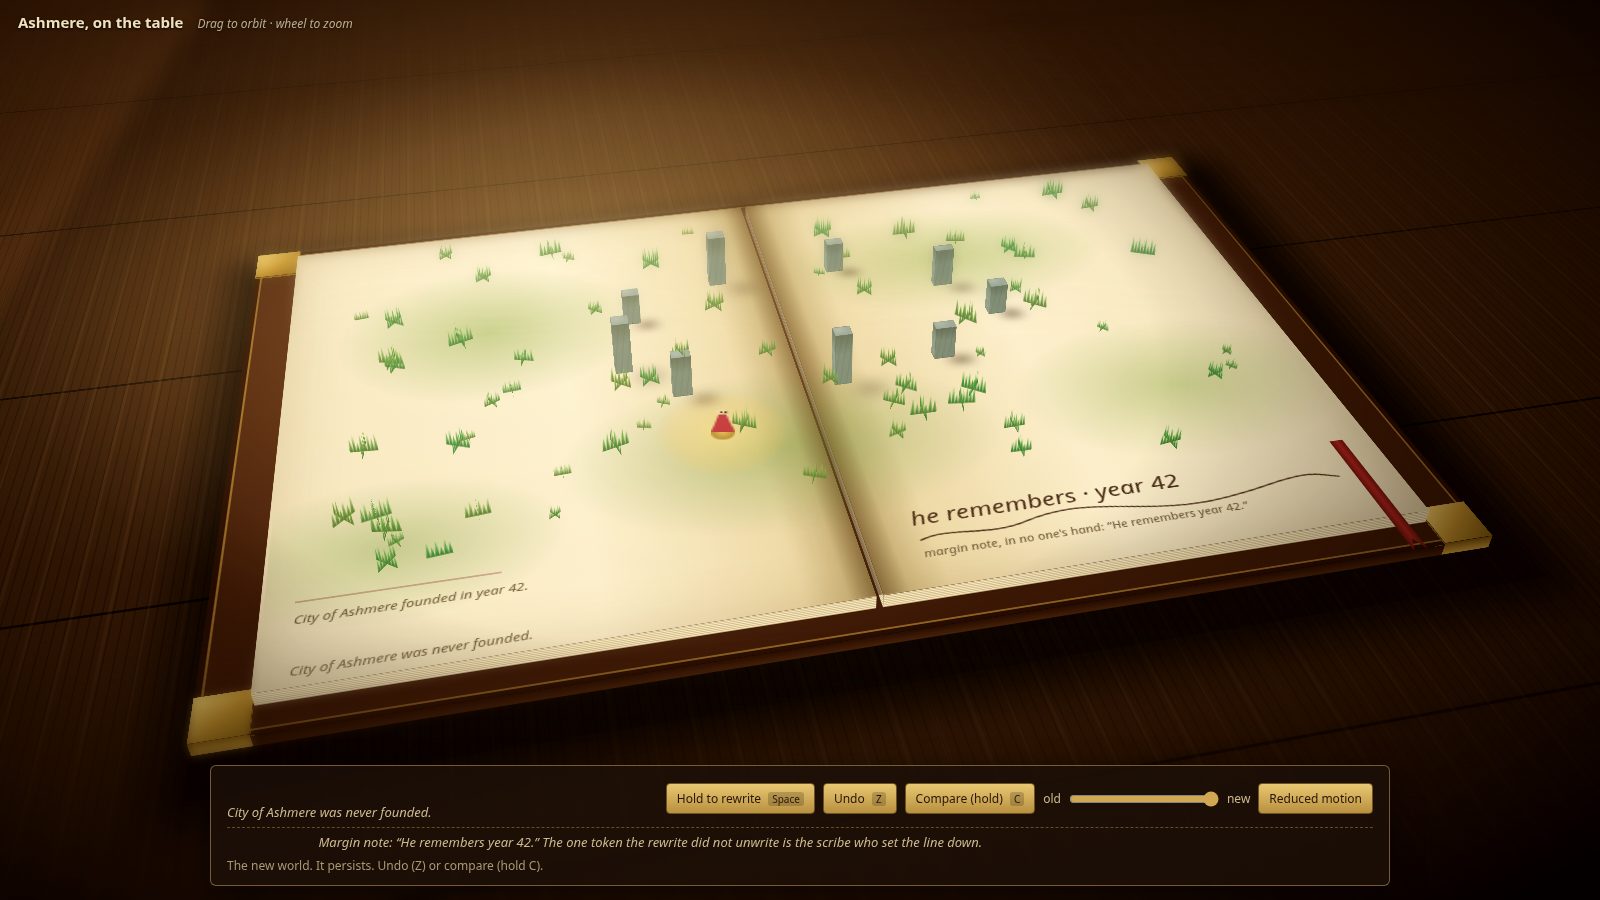 Ashmere, on the table Drag to orbit · wheel to zoom
he remembers · year 42
margin note, in no one's hand: “He remembers year 42.”
City of Ashmere founded in year 42.
City of Ashmere was never founded.
City of Ashmere was never founded.
Hold to rewrite Space Undo Z Compare (hold) C old new Reduced motion
Margin note: “He remembers year 42.” The one token the rewrite did not unwrite is the scribe who set the line down.
The new world. It persists. Undo (Z) or compare (hold C).